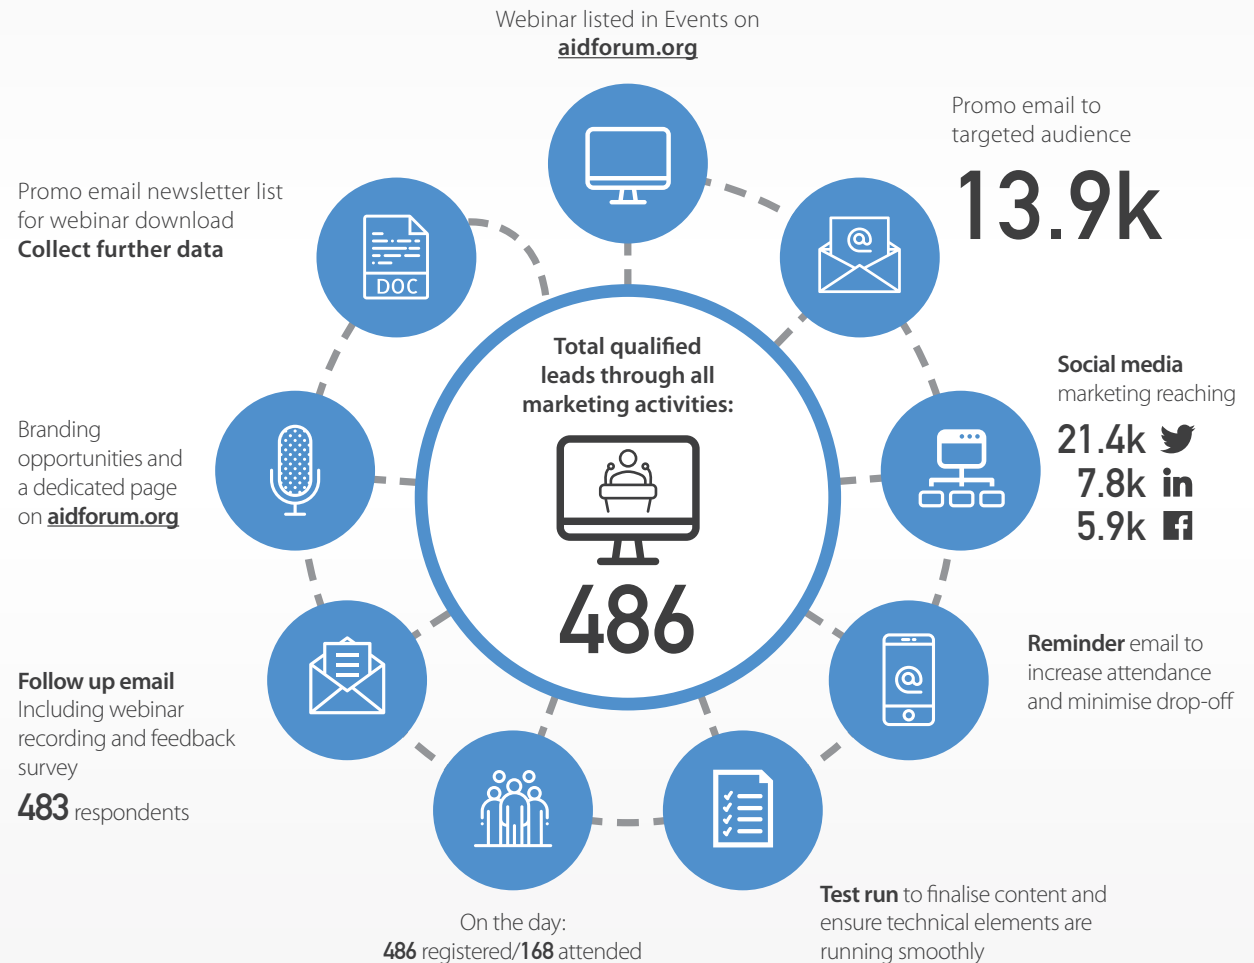 Webinar listed in Events on
aidforum.org
Promo email to
targeted audience
13.9k
Social media
marketing reaching
21.4k
7.8k in
5.9k f
Reminder email to
increase attendance
and minimise drop-off
Test run to finalise content and
ensure technical elements are
running smoothly
On the day:
486 registered/168 attended
Follow up email
Including webinar
recording and feedback
survey
483 respondents
Branding
opportunities and
a dedicated page
on aidforum.org
Promo email newsletter list
for webinar download
Collect further data
DOC
@
@
Total qualified
leads through all
marketing activities:
486